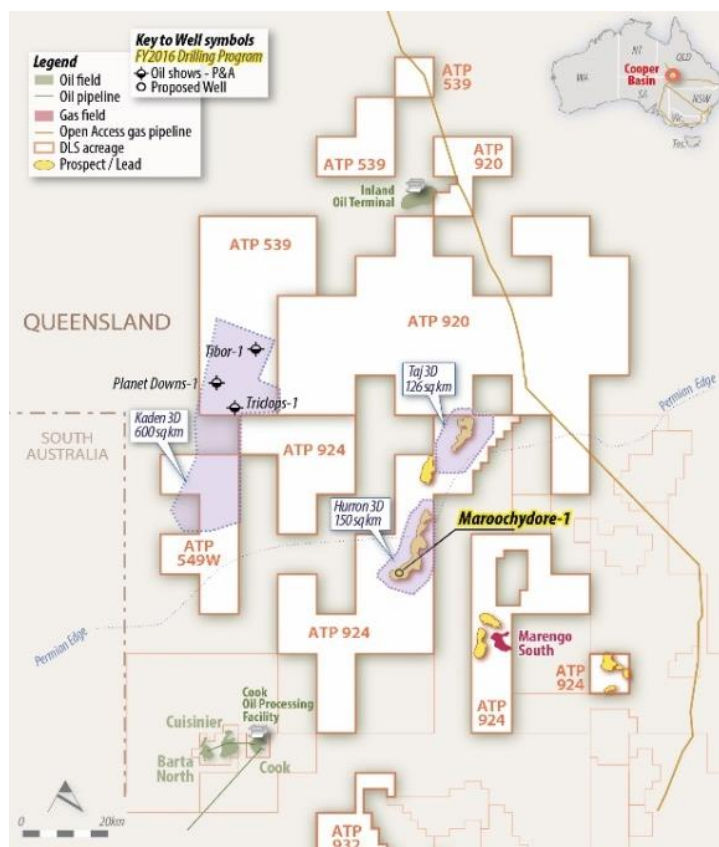 Legend
Oil field
Oil pipeline
Gas field
Open Access gas pipeline
DLS acreage
Prospect / Lead
Key to Well symbols
FY2016 Drilling Program
Oil shows - P&A
Proposed Well
WA
NT
QLD
Cooper
Basin
SA
NSW
Vic
Tas
ATP
539
ATP 539
ATP
920
Inland
Oil Terminal
ATP 539
ATP 920
QUEENSLAND
Tibor-1
Planet Downs-1
Triclops-1
Taj 3D
126 sq km
Permian Edge
Kaden 3D
600 sq km
SOUTH
AUSTRALIA
ATP 924
Hurron 3D
150 sq km
Maroochydore-1
ATP
549W
ATP 924
Marengo
South
Permian Edge
ATP
924
ATP
924
Cook
Oil Processing
Facility
Cuisinier
Barta
North
Cook
0
20km
ATP
932